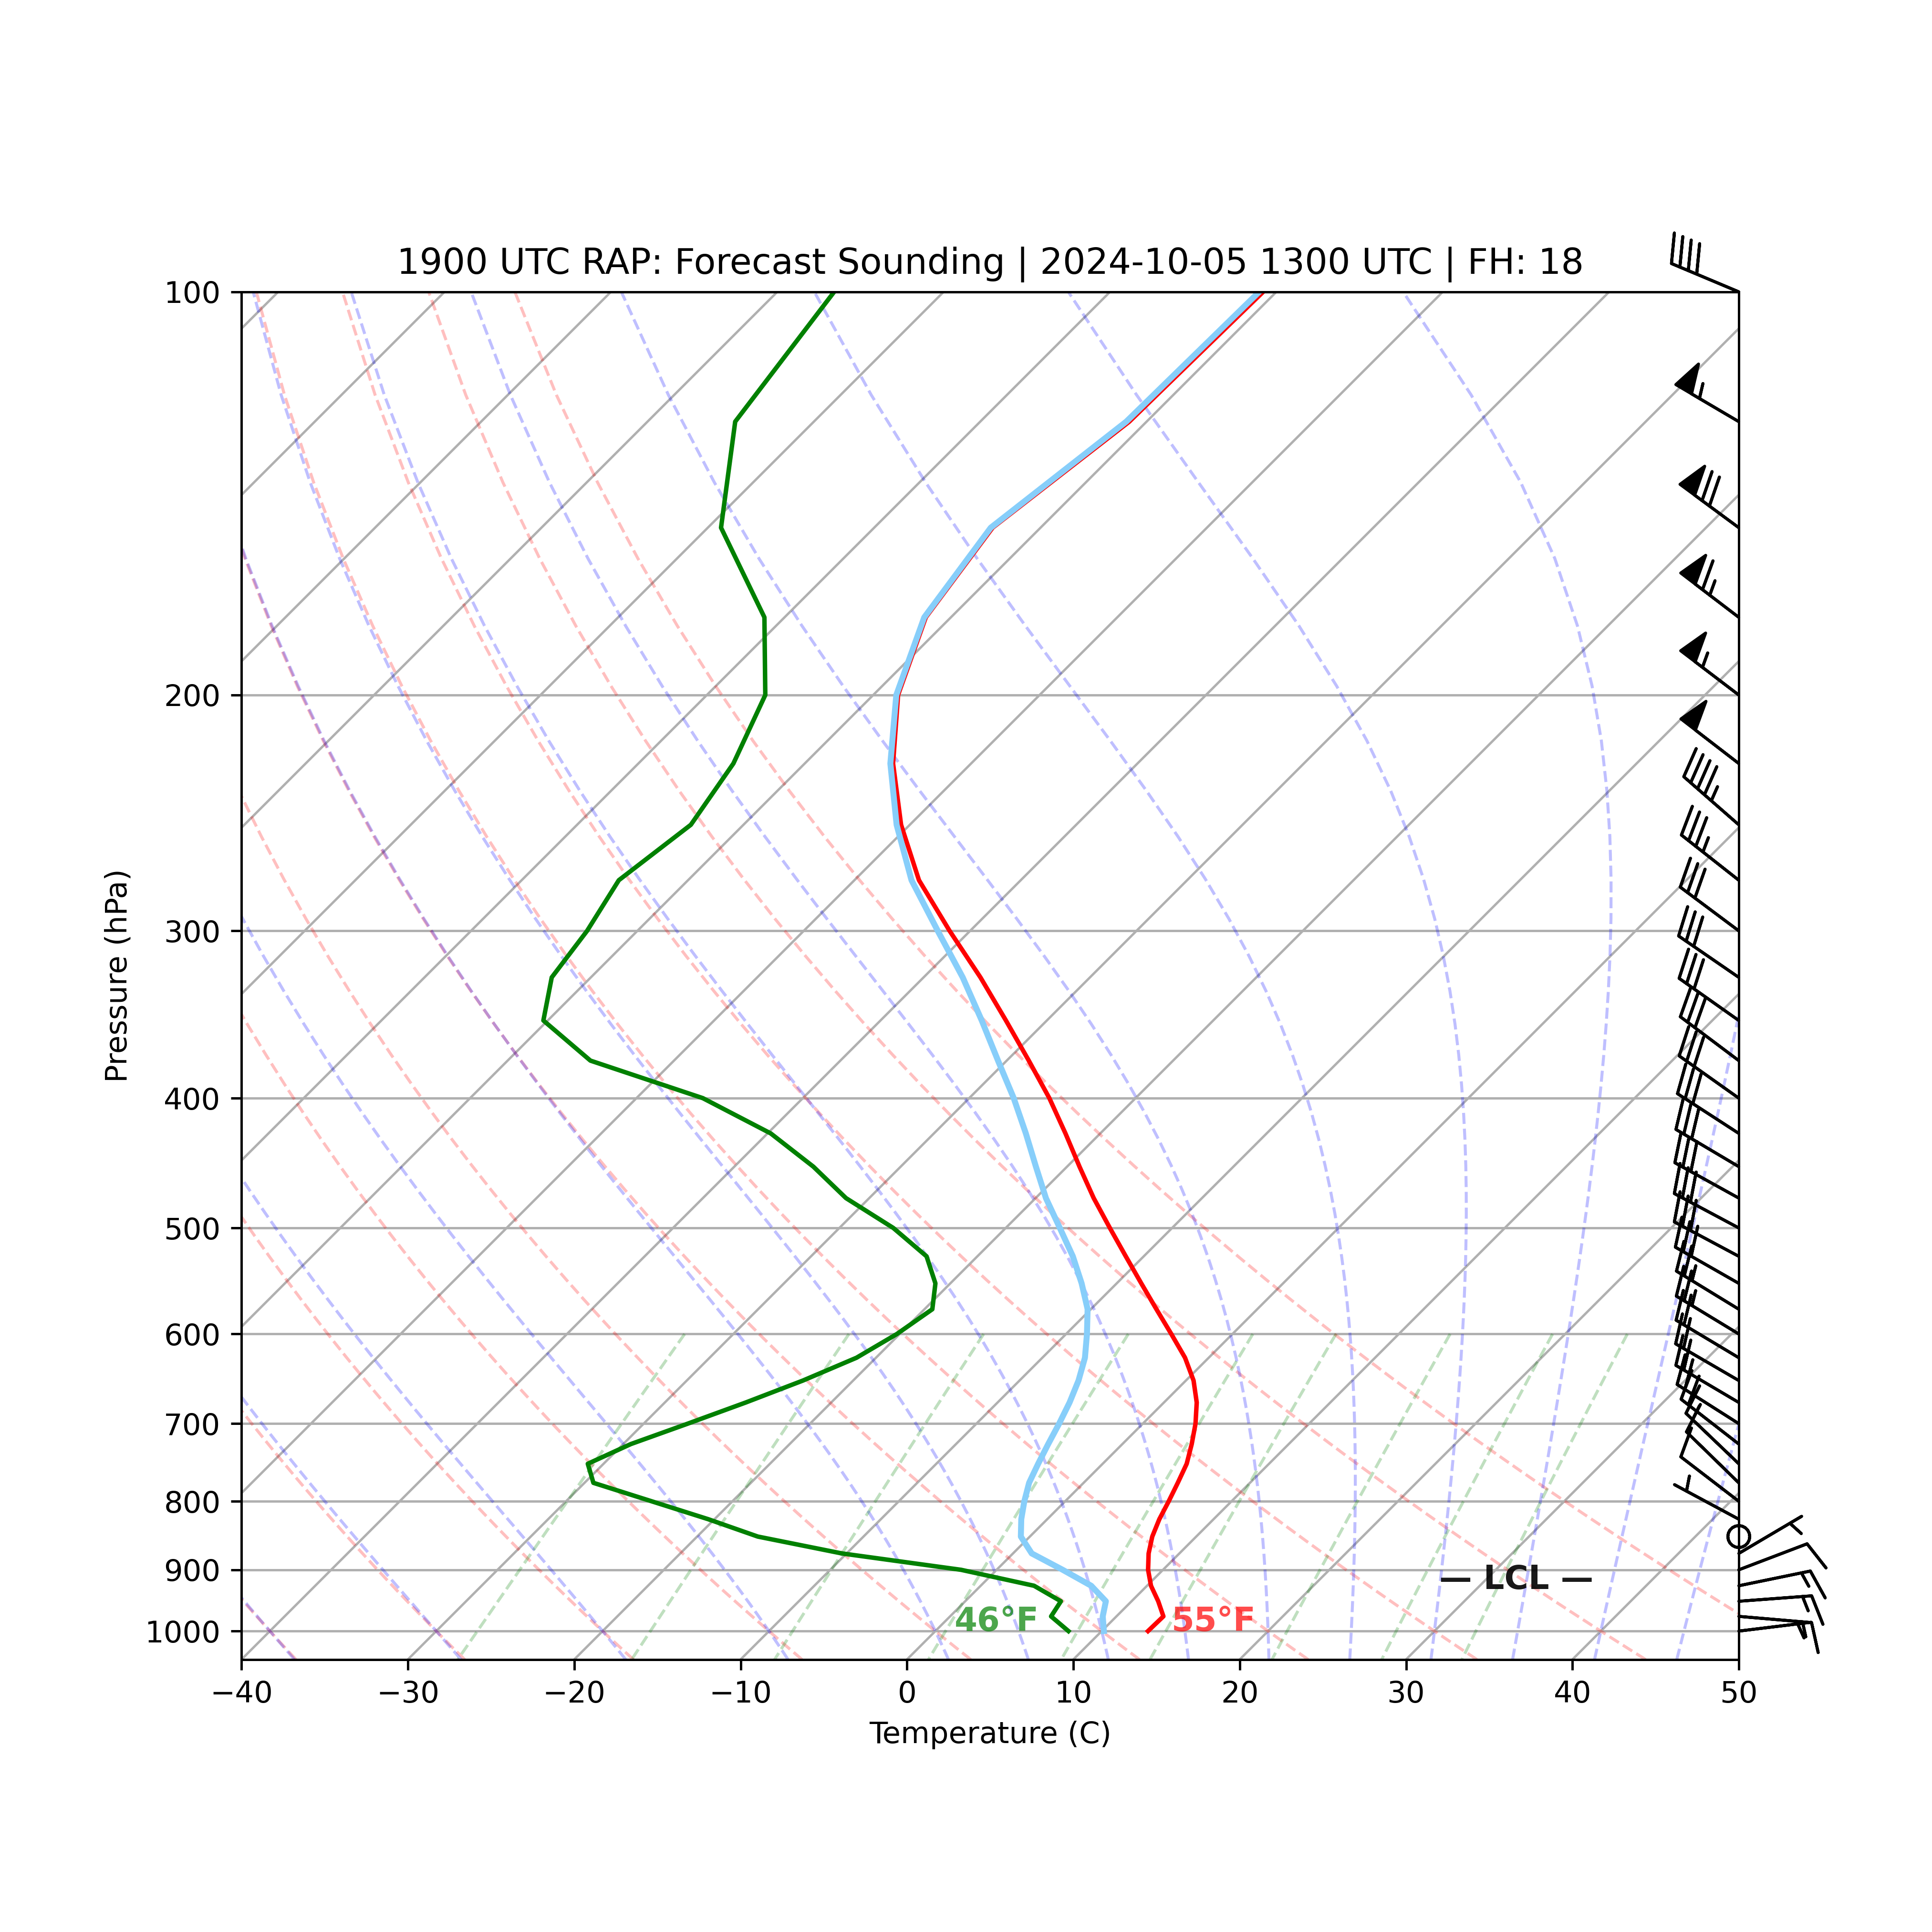 1900 UTC RAP: Forecast Sounding | 2024-10-05 1300 UTC | FH: 18
100
200
300
400
500
600
700
800
900
1000
Pressure (hPa)
— LCL —
46°F
55°F
−40 −30 −20 −10 0 10 20 30 40 50
Temperature (C)